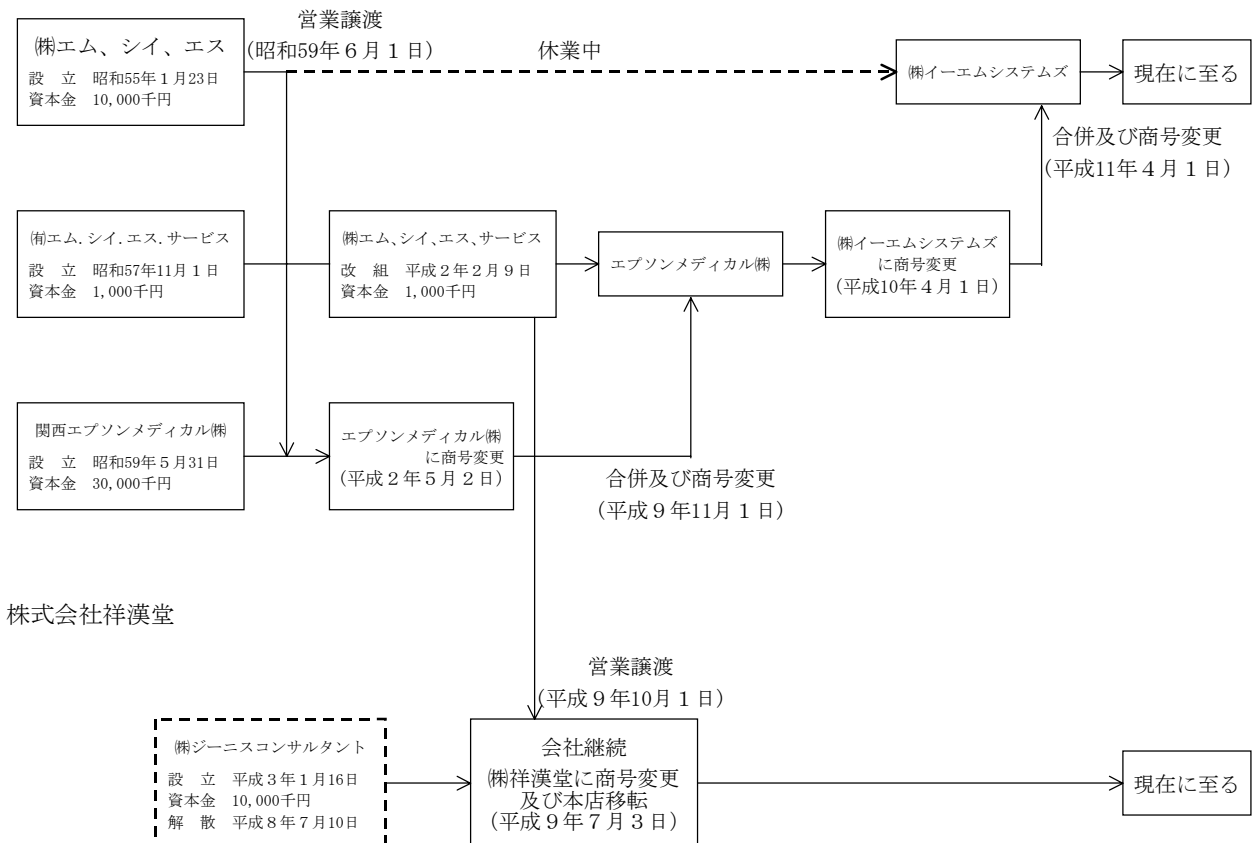 営業譲渡
(昭和59年６月１日)
休業中
㈱エム、シイ、エス
設　立　昭和55年１月23日
資本金　10,000千円
㈱イーエムシステムズ
現在に至る
合併及び商号変更
(平成11年４月１日)
㈲エム．シイ．エス．サービス
設　立　昭和57年11月１日
資本金　1,000千円
㈱エム、シイ、エス、サービス
改　組　平成２年２月９日
資本金　1,000千円
エプソンメディカル㈱
㈱イーエムシステムズ
に商号変更
(平成10年４月１日)
関西エプソンメディカル㈱
設　立　昭和59年５月31日
資本金　30,000千円
エプソンメディカル㈱
に商号変更
(平成２年５月２日)
合併及び商号変更
(平成９年11月１日)
株式会社祥漢堂
営業譲渡
(平成９年10月１日)
㈱ジーニスコンサルタント
設　立　平成３年１月16日
資本金　10,000千円
解　散　平成８年７月10日
会社継続
㈱祥漢堂に商号変更
及び本店移転
(平成９年７月３日)
現在に至る